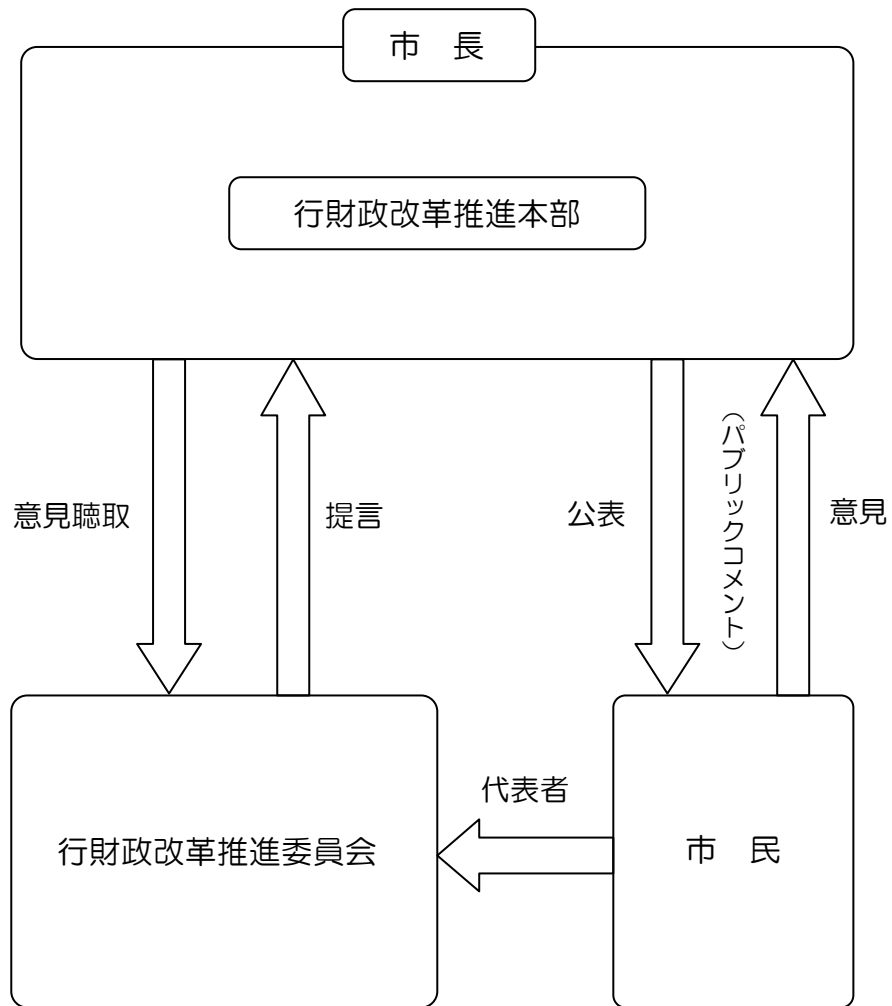 市　長
行財政改革推進本部
意見聴取
提言
公表
（パブリックコメント）
意見
代表者
行財政改革推進委員会
市　民